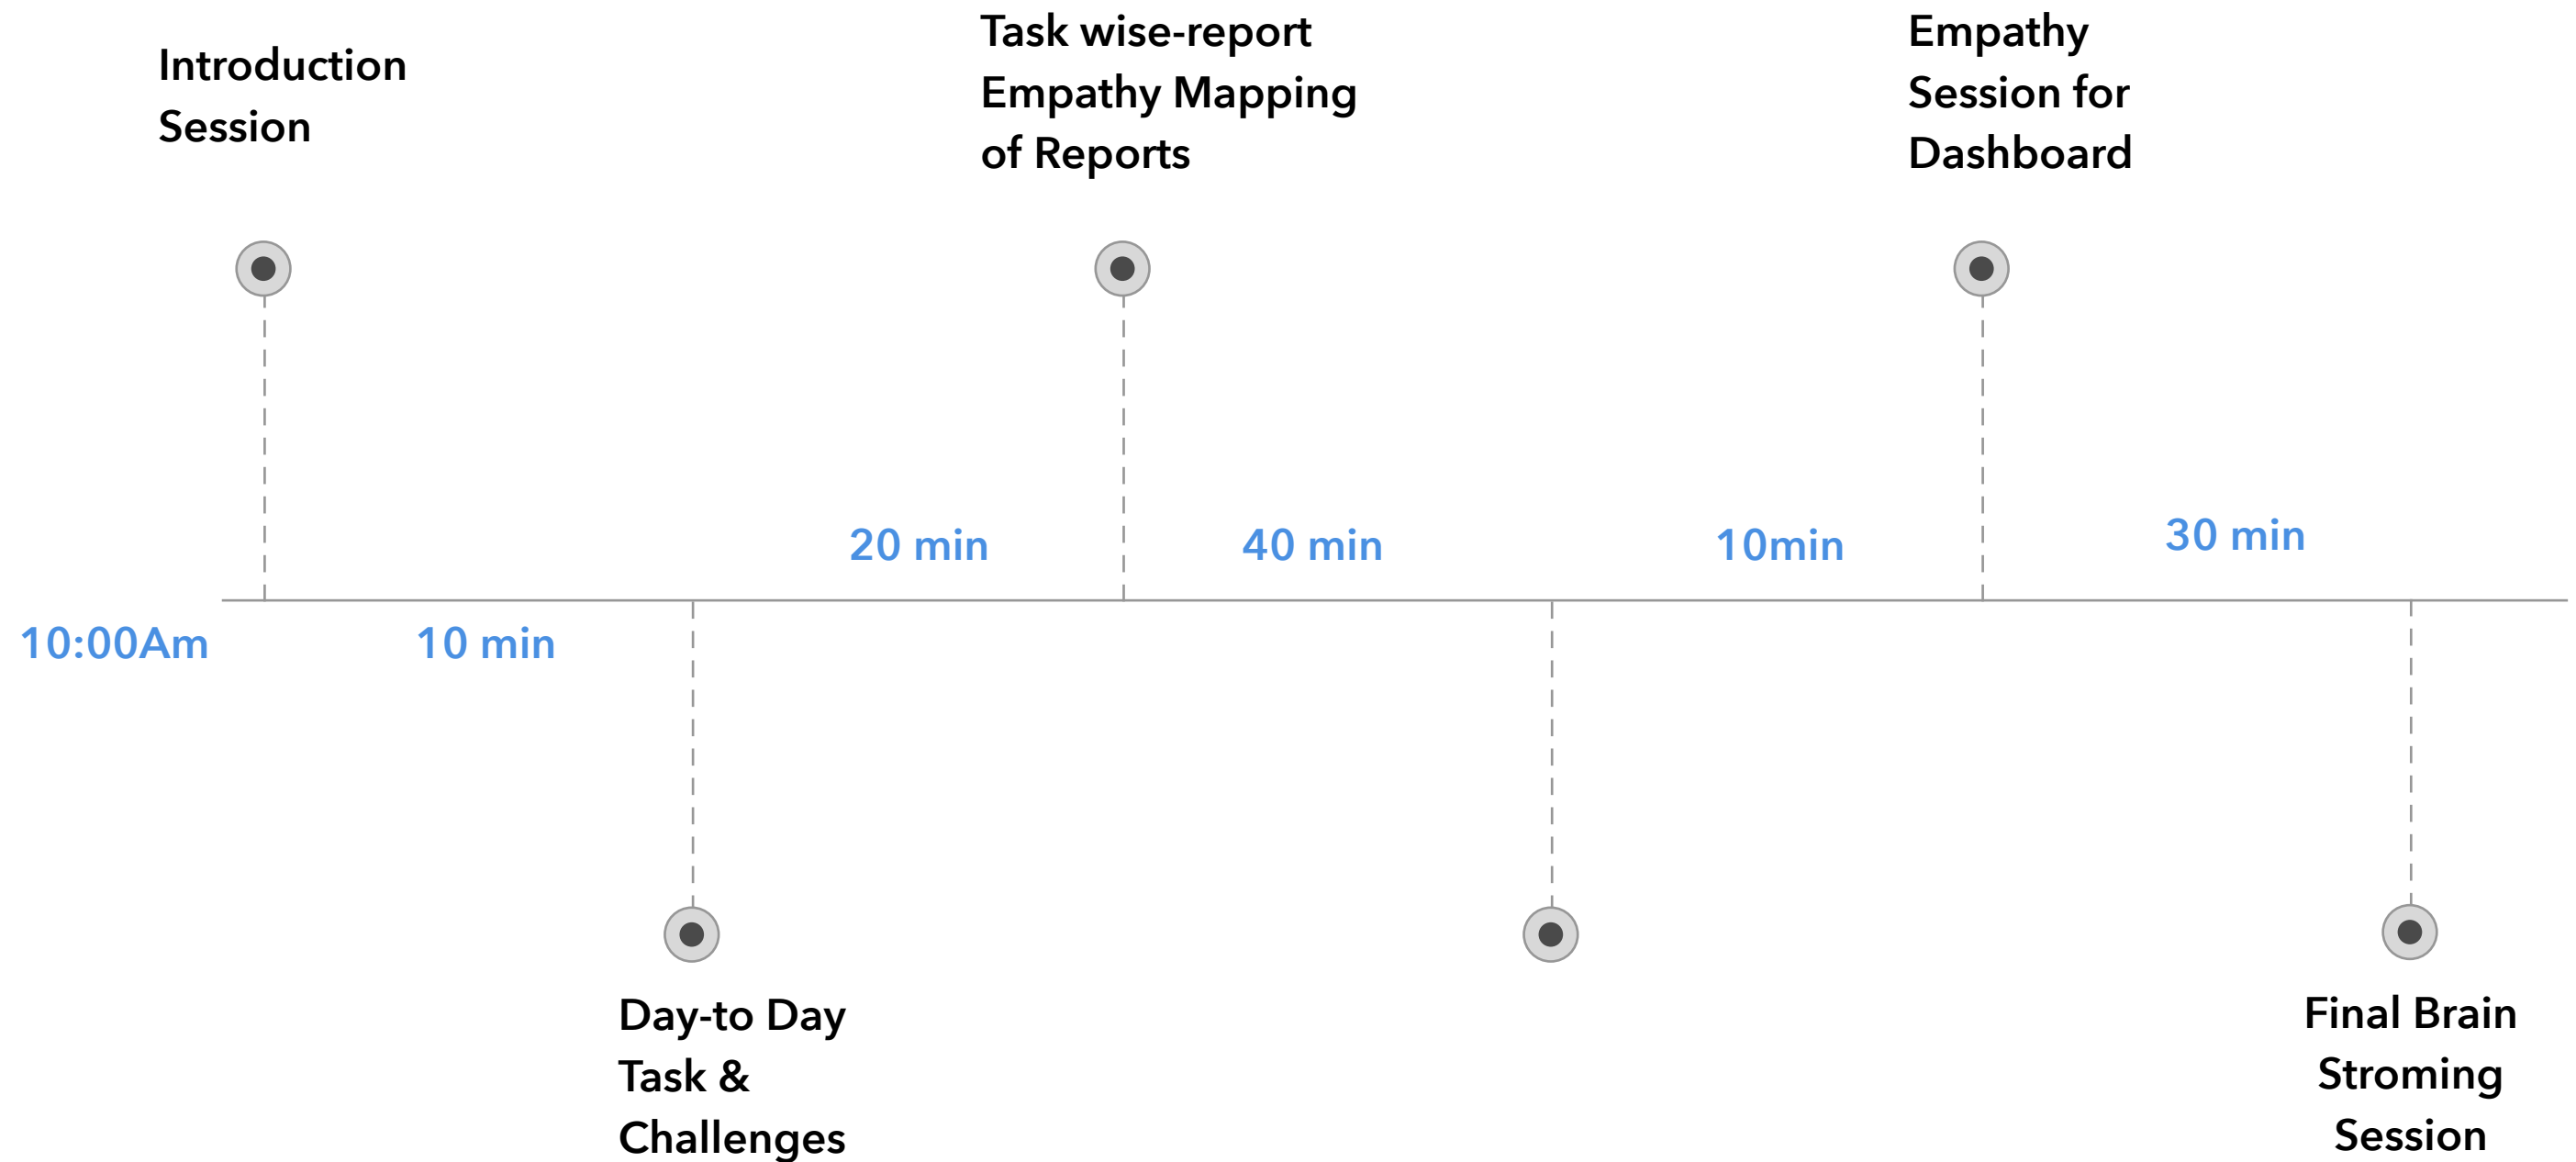 Introduction
Session
Task wise-report
Empathy Mapping
of Reports
Empathy
Session for
Dashboard
20 min
40 min
10min
30 min
10:00Am
10 min
Day-to Day
Task &
Challenges
Final Brain
Stroming
Session